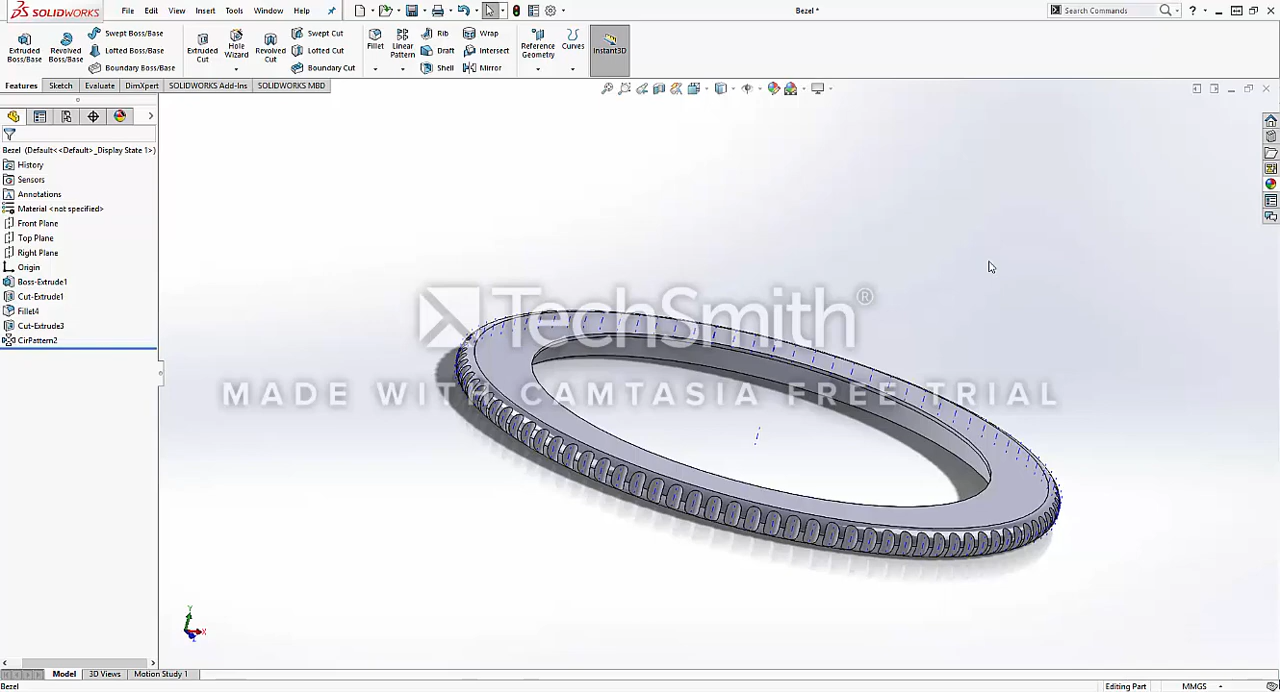 SOLIDWORKS File Edit View Insert Tools Window Help Bezel * Search Commands
Extruded Boss/Base
Revolved Boss/Base
Swept Boss/Base
Lofted Boss/Base
Boundary Boss/Base
Extruded Cut
Hole Wizard
Revolved Cut
Swept Cut
Lofted Cut
Boundary Cut
Fillet
Linear Pattern
Rib
Draft
Shell
Wrap
Intersect
Mirror
Reference Geometry
Curves
Instant3D
Features Sketch Evaluate DimXpert SOLIDWORKS Add-Ins SOLIDWORKS MBD
Bezel (Default<<Default>_Display State 1>)
History
Sensors
Annotations
Material <not specified>
Front Plane
Top Plane
Right Plane
Origin
Boss-Extrude1
Cut-Extrude1
Fillet4
Cut-Extrude3
CirPattern2
TechSmith®
MADE WITH CAMTASIA FREE TRIAL
Y
X
Model 3D Views Motion Study 1
Bezel Editing Part MMGS